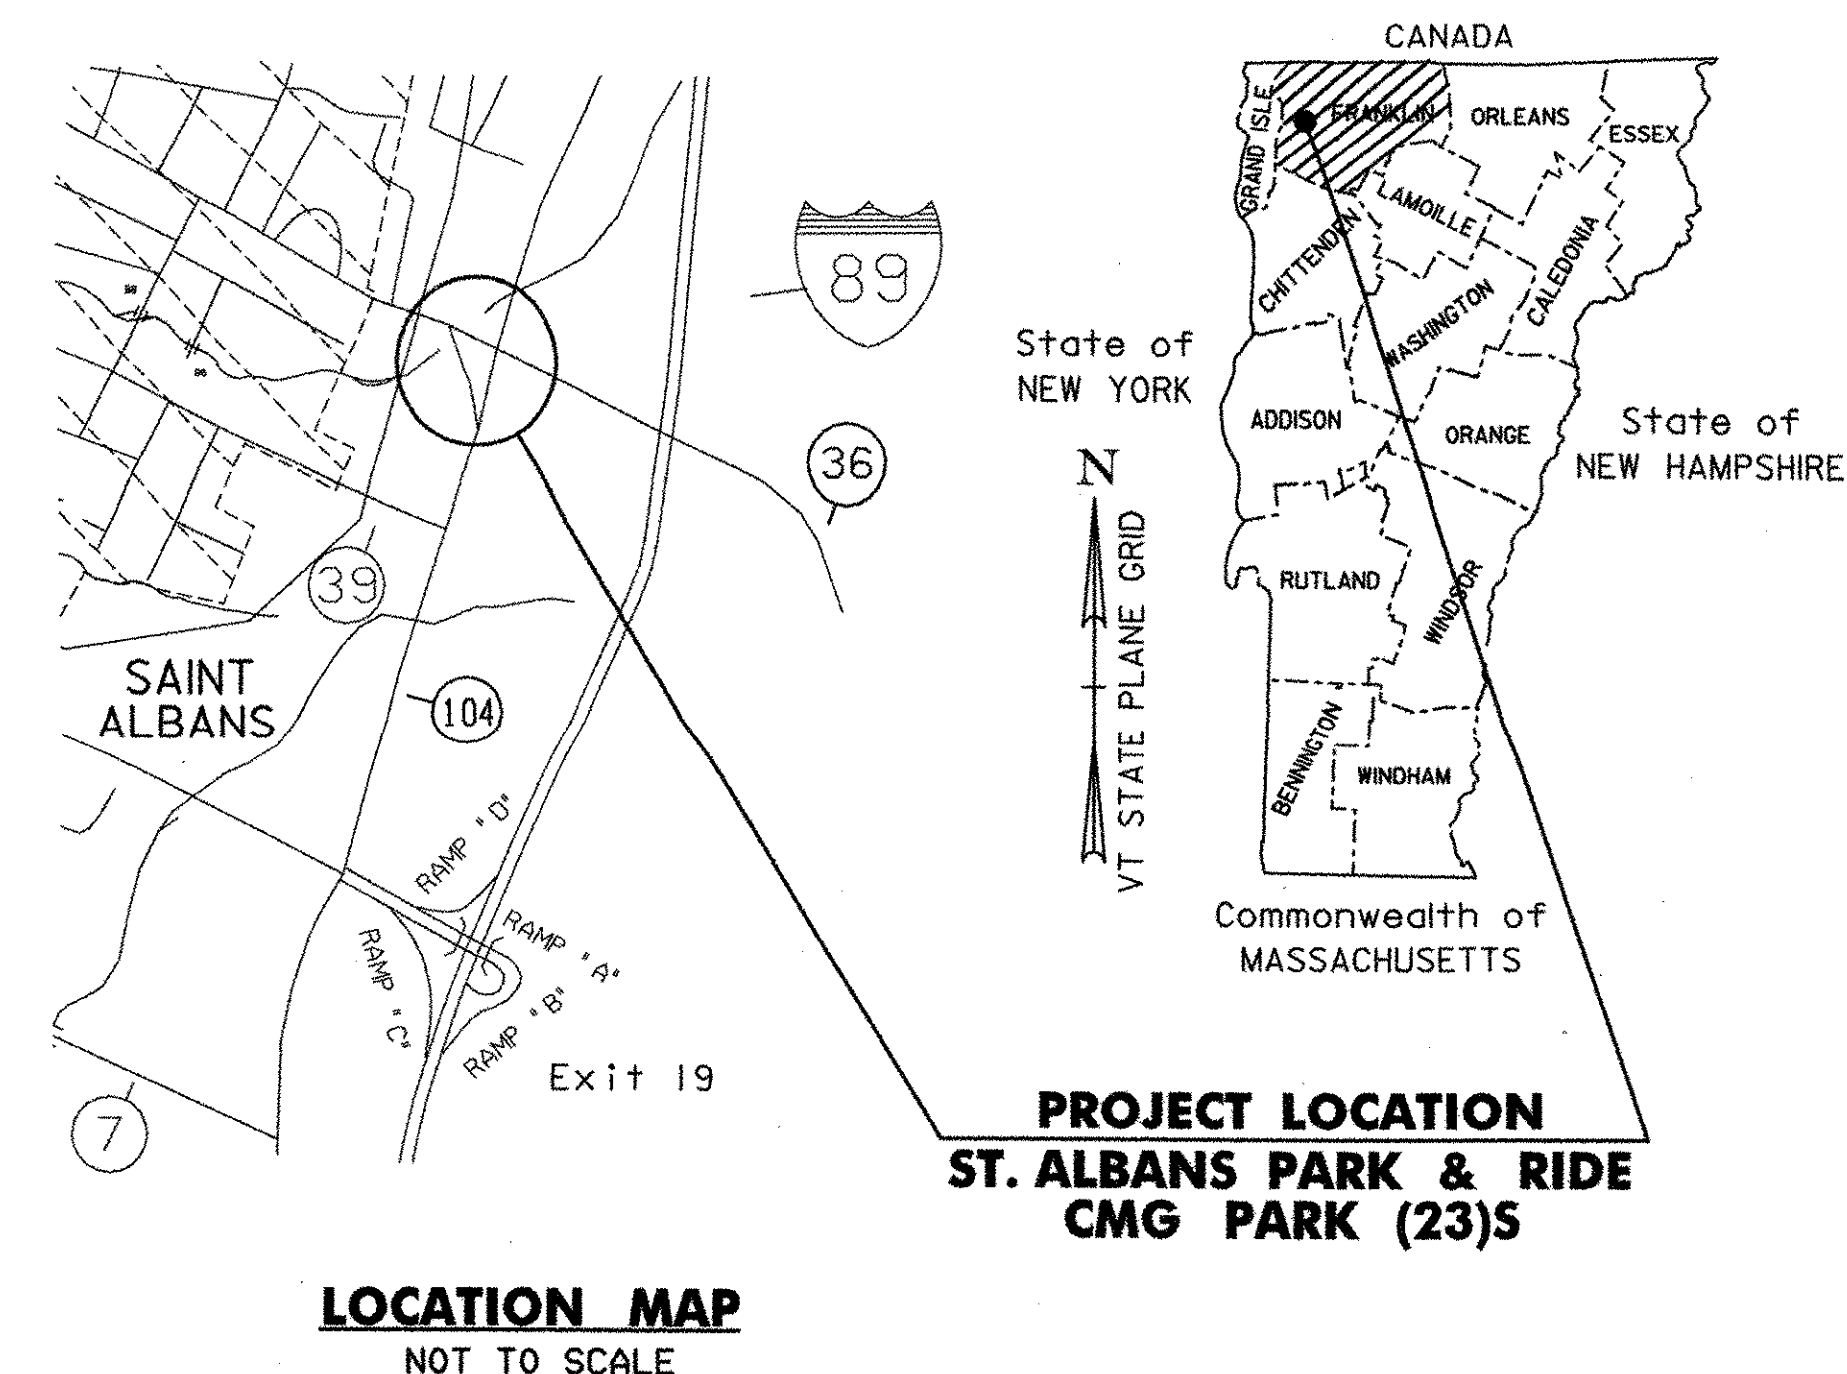 CANADA
GRAND ISLE
FRANKLIN
ORLEANS
ESSEX
LAMOILLE
CHITTENDEN
CALEDONIA
WASHINGTON
89
State of
NEW YORK
ADDISON
ORANGE
State of
NEW HAMPSHIRE
36
N
VT STATE PLANE GRID
RUTLAND
WINDSOR
39
SAINT
ALBANS
104
BENNINGTON
WINDHAM
RAMP "D"
RAMP "A"
RAMP "C"
RAMP "B"
Commonwealth of
MASSACHUSETTS
Exit 19
7
PROJECT LOCATION
ST. ALBANS PARK & RIDE
CMG PARK (23)S
LOCATION MAP
NOT TO SCALE